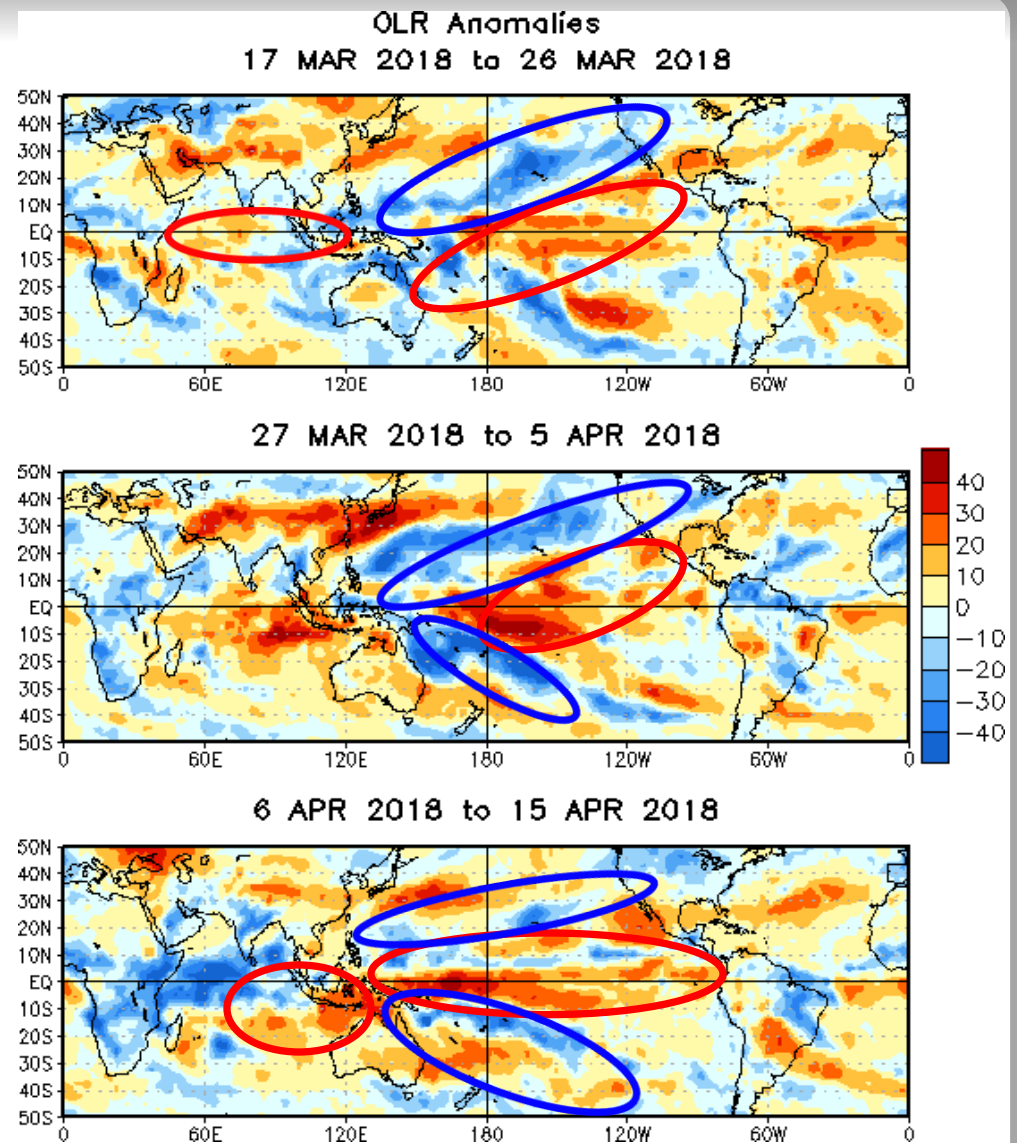 OLR Anomalies
17 MAR 2018 to 26 MAR 2018
50N
40N
30N
20N
10N
EQ
10S
20S
30S
40S
50S
0 60E 120E 180 120W 60W 0
27 MAR 2018 to 5 APR 2018
50N
40N
30N
20N
10N
EQ
10S
20S
30S
40S
50S
0 60E 120E 180 120W 60W 0
40
30
20
10
0
−10
−20
−30
−40
6 APR 2018 to 15 APR 2018
50N
40N
30N
20N
10N
EQ
10S
20S
30S
40S
50S
0 60E 120E 180 120W 60W 0